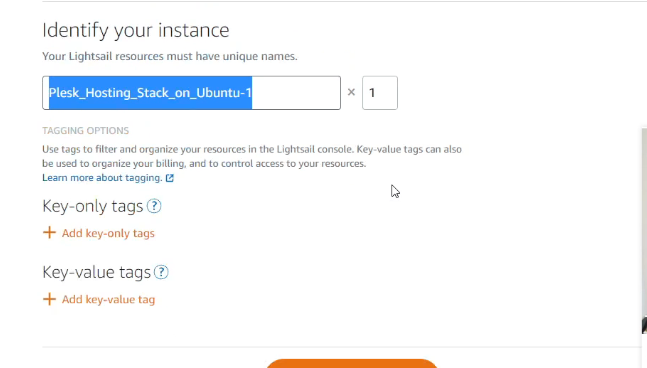 Identify your instance
Your Lightsail resources must have unique names.
Plesk_Hosting_Stack_on_Ubuntu-1 × 1
TAGGING OPTIONS
Use tags to filter and organize your resources in the Lightsail console. Key-value tags can also
be used to organize your billing, and to control access to your resources.
Learn more about tagging.
Key-only tags ?
+ Add key-only tags
Key-value tags ?
+ Add key-value tag